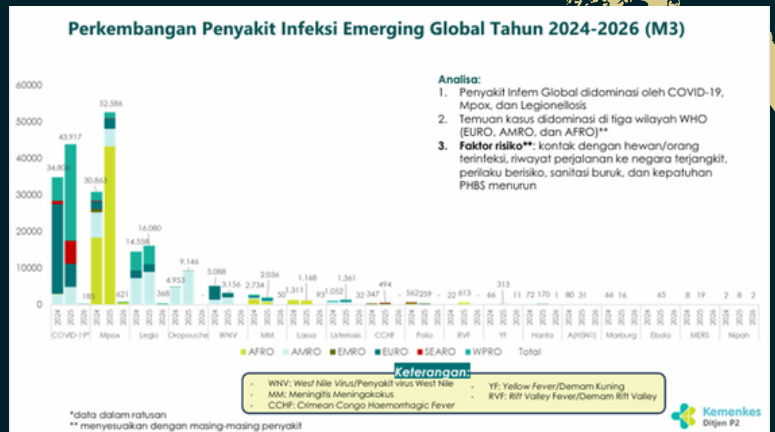 Perkembangan Penyakit Infeksi Emerging Global Tahun 2024-2026 (M3)
Analisa:
1. Penyakit Infem Global didominasi oleh COVID-19,
Mpox, dan Legionellosis
2. Temuan kasus didominasi di tiga wilayah WHO
(EURO, AMRO, dan AFRO)**
3. Faktor risiko**: kontak dengan hewan/orang
terinfeksi, riwayat perjalanan ke negara terjangkit,
perilaku berisiko, sanitasi buruk, dan kepatuhan
PHBS menurun
60000
50000
40000
30000
20000
10000
0
43.917
185
30.863
52.586
621
14.558
16.080
368
4.953
9.146
-
5.088
3.156
-
2.734
2.036
50
1.311
1.168
93
1.052
1.361
32
347
494
-
562
259
-
22
613
-
66
313
11
72
170
1
80
31
64
16
65
8
19
2
8
2
2024 2025 2026
COVID-19* Mpox Legio Oropouche WNV MM Lassa Listeriosis CCHF Polio RVF YF Hanta A(H5N1) Marburg Ebola MERS Nipah
AFRO AMRO EMRO EURO SEARO WPRO Total
Keterangan:
- WNV: West Nile Virus/Penyakit virus West Nile
- MM: Meningitis Meningokokus
- CCHF: Crimean Congo Haemorrhagic Fever
- YF: Yellow Fever/Demam Kuning
- RVF: Rift Valley Fever/Demam Rift Valley
*data dalam ratusan
** menyesuaikan dengan masing-masing penyakit
Kemenkes
Ditjen P2